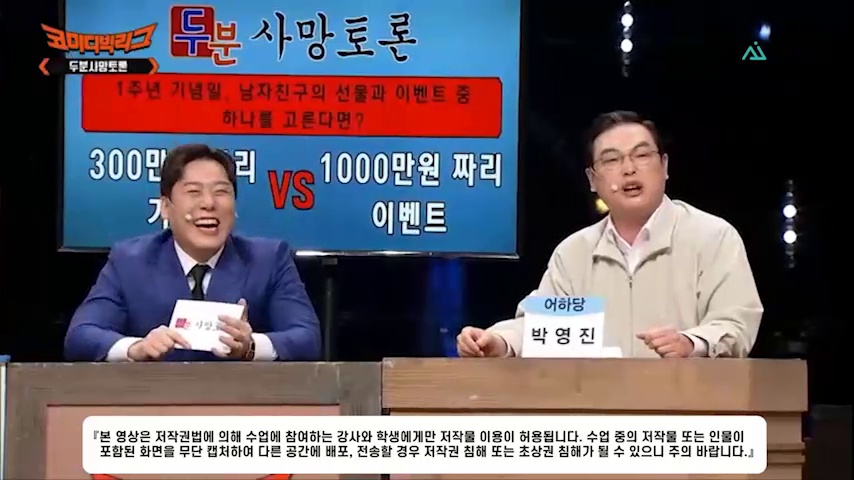 코미디빅리그
두분사망토론
두분 사망토론
1주년 기념일, 남자친구의 선물과 이벤트 중
하나를 고른다면?
300만 짜리 VS 1000만원 짜리
이벤트
어하당
박영진
두분 사망토론
『본 영상은 저작권법에 의해 수업에 참여하는 강사와 학생에게만 저작물 이용이 허용됩니다. 수업 중의 저작물 또는 인물이
포함된 화면을 무단 캡처하여 다른 공간에 배포, 전송할 경우 저작권 침해 또는 초상권 침해가 될 수 있으니 주의 바랍니다.』